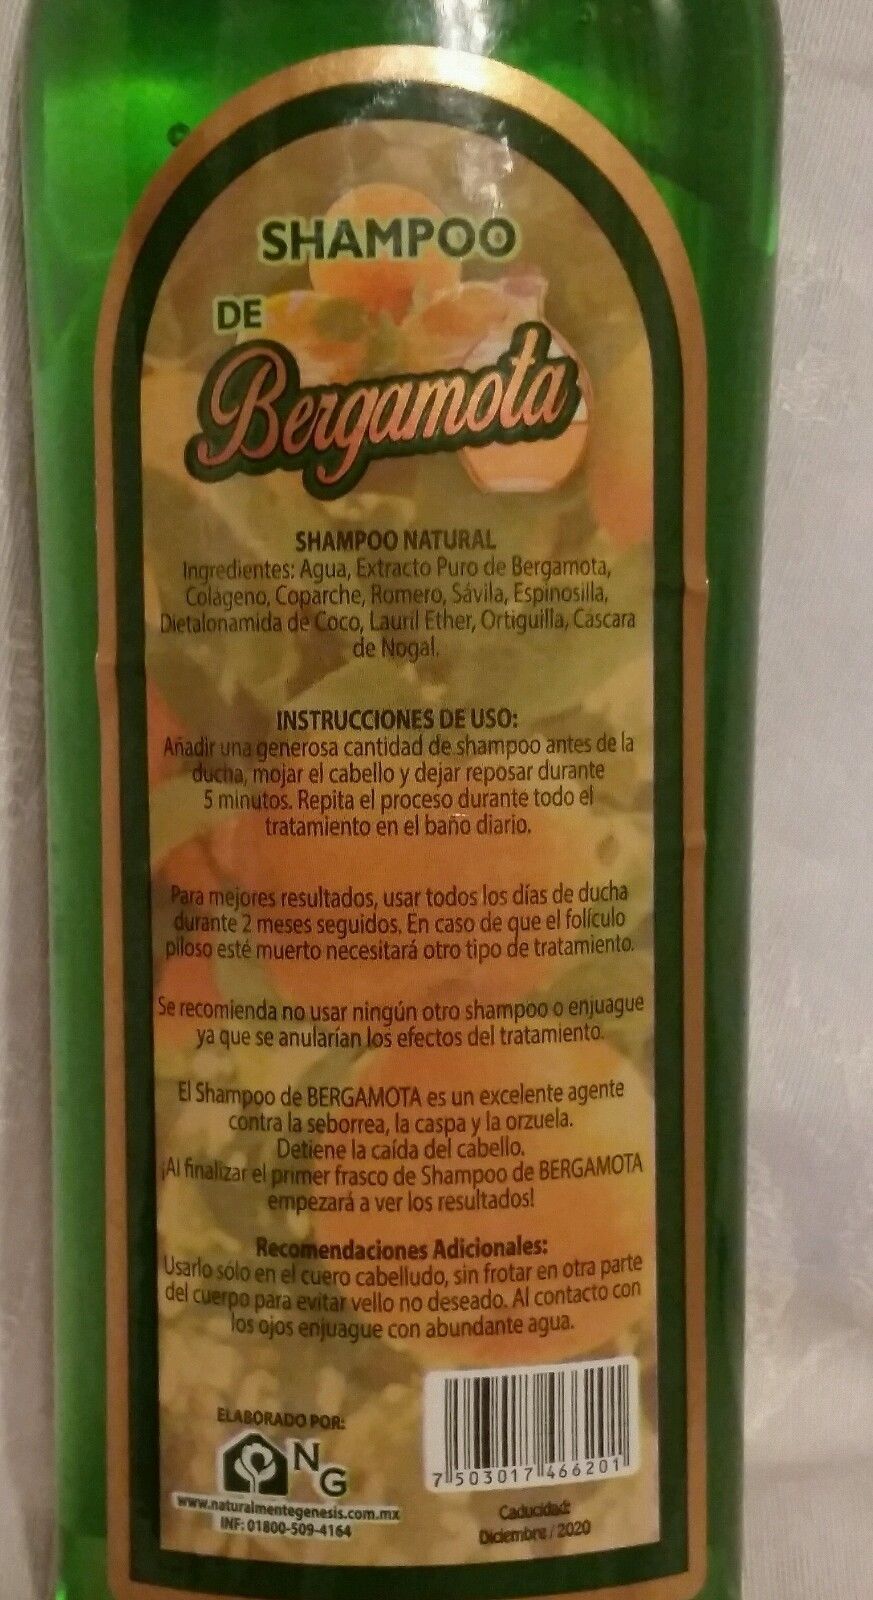 SHAMPOO
DE
Bergamota
SHAMPOO NATURAL
Ingredientes: Agua, Extracto Puro de Bergamota,
Colágeno, Coparche, Romero, Sávila, Espinosilla,
Dietalonamida de Coco, Lauril Ether, Ortiguilla, Cáscara
de Nogal.
INSTRUCCIONES DE USO:
Añadir una generosa cantidad de shampoo antes de la
ducha, mojar el cabello y dejar reposar durante
5 minutos. Repita el proceso durante todo el
tratamiento en el baño diario.
Para mejores resultados, usar todos los días de ducha
durante 2 meses seguidos. En caso de que el folículo
piloso esté muerto necesitará otro tipo de tratamiento.
Se recomienda no usar ningún otro shampoo o enjuague
ya que se anularían los efectos del tratamiento.
El Shampoo de BERGAMOTA es un excelente agente
contra la seborrea, la caspa y la orzuela.
Detiene la caída del cabello.
¡Al finalizar el primer frasco de Shampoo de BERGAMOTA
empezará a ver los resultados!
Recomendaciones Adicionales:
Usarlo sólo en el cuero cabelludo, sin frotar en otra parte
del cuerpo para evitar vello no deseado. Al contacto con
los ojos enjuague con abundante agua.
ELABORADO POR:
NG
www.naturalmentegenesis.com.mx
INF: 01800-509-4164
7 503017 466201
Caducidad:
Diciembre / 2020